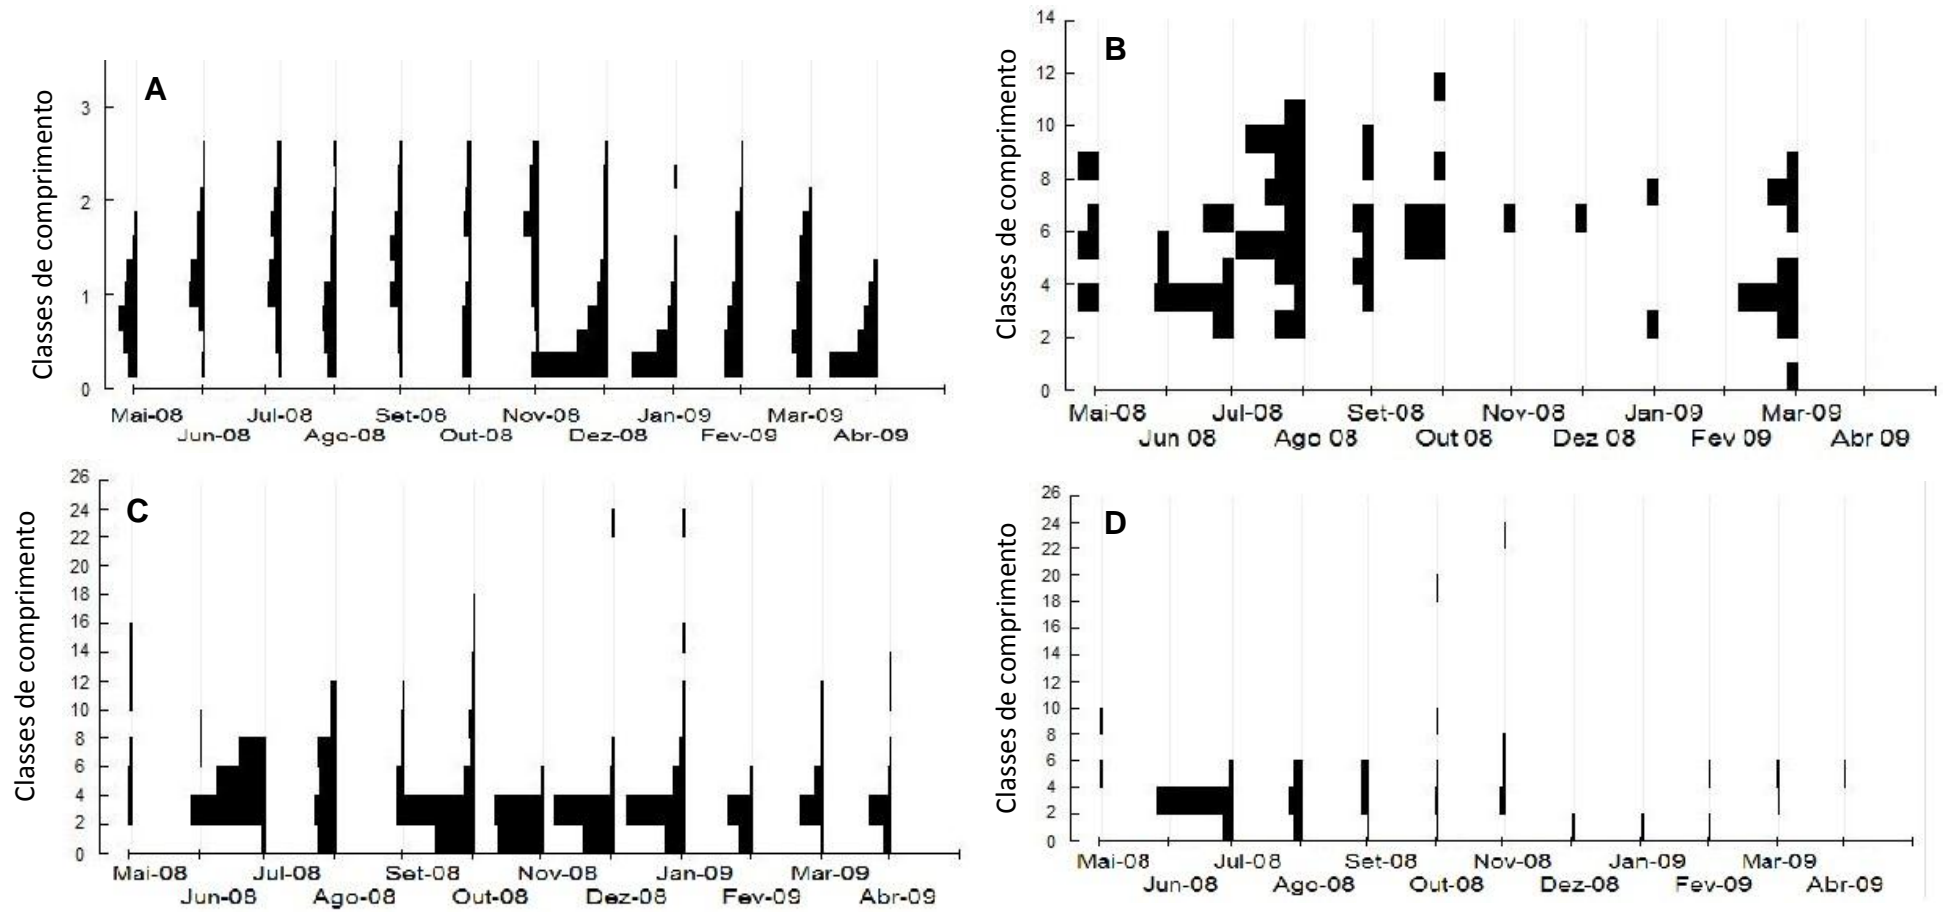 A
Classes de comprimento
3
2
1
0
Mai-08 Jul-08 Set-08 Nov-08 Jan-09 Mar-09
Jun-08 Ago-08 Out-08 Dez-08 Fev-09 Abr-09
B
Classes de comprimento
14
12
10
8
6
4
2
0
Mai-08 Jul-08 Set-08 Nov-08 Jan-09 Mar-09
Jun 08 Ago 08 Out 08 Dez 08 Fev 09 Abr 09
C
Classes de comprimento
26
24
22
20
18
16
14
12
10
8
6
4
2
0
Mai-08 Jul-08 Set-08 Nov-08 Jan-09 Mar-09
Jun-08 Ago-08 Out-08 Dez-08 Fev-09 Abr-09
D
Classes de comprimento
26
24
22
20
18
16
14
12
10
8
6
4
2
0
Mai-08 Jul-08 Set-08 Nov-08 Jan-09 Mar-09
Jun-08 Ago-08 Out-08 Dez-08 Fev-09 Abr-09